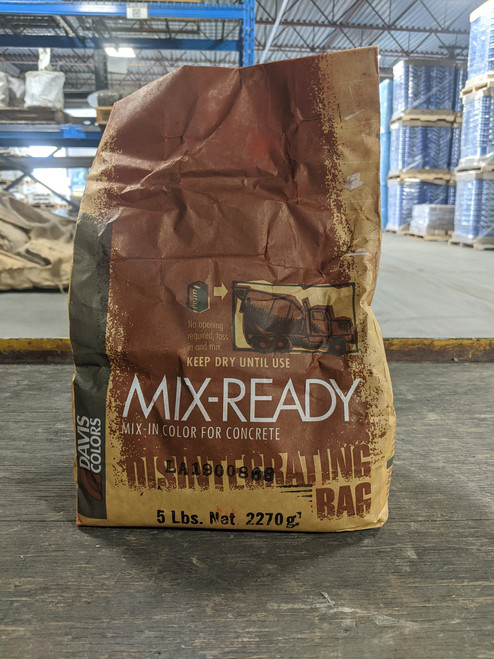 No opening
required, toss
in and mix
KEEP DRY UNTIL USE
MIX-READY
MIX-IN COLOR FOR CONCRETE
DAVIS
COLORS
DISINTEGRATING
BAG
5 Lbs. Net 2270g